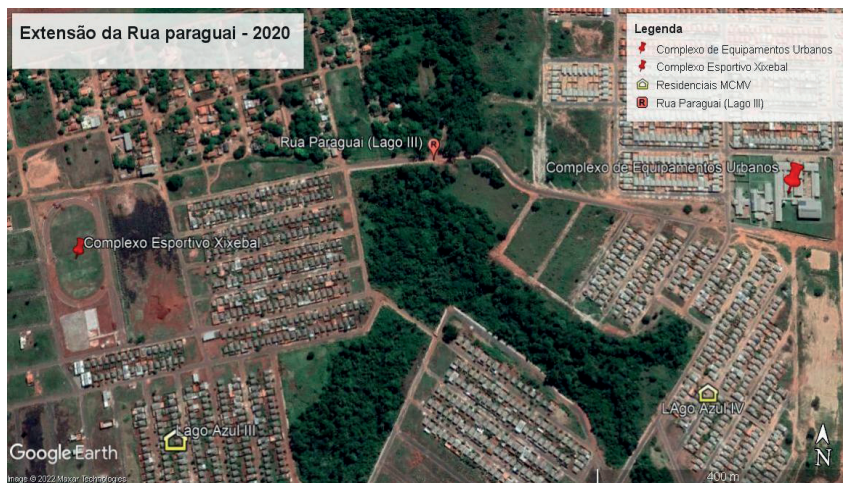 Extensão da Rua paraguai - 2020
Legenda
Complexo de Equipamentos Urbanos
Complexo Esportivo Xixebal
Residenciais MCMV
R Rua Paraguai (Lago III)
Rua Paraguai (Lago III)
R
Complexo de Equipamentos Urbanos
Complexo Esportivo Xixebal
Lago Azul III
LAgo Azul IV
Google Earth
Image © 2022 Maxar Technologies
400 m
N